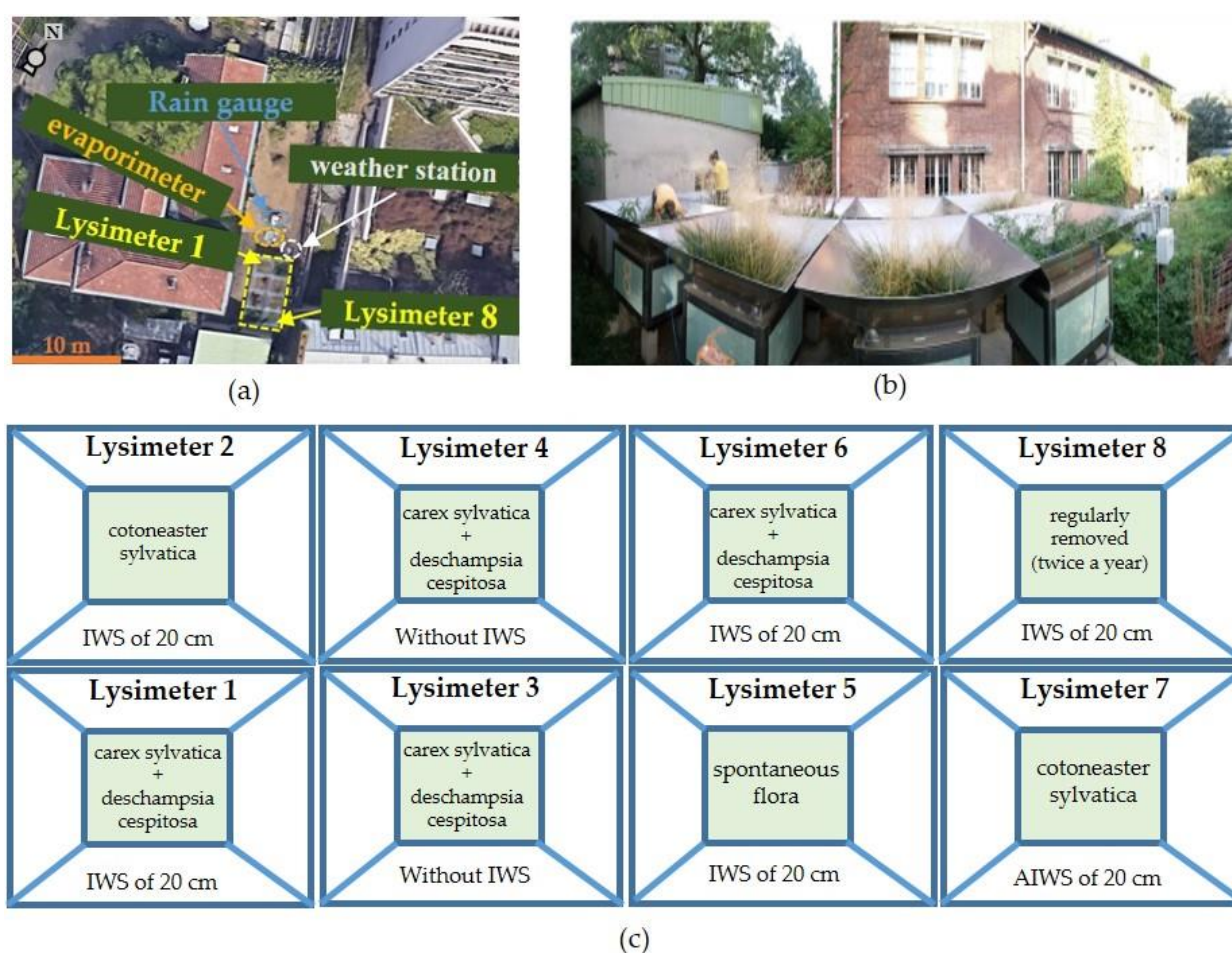 N
Rain gauge
evaporimeter
weather station
Lysimeter 1
Lysimeter 8
10 m
(a)
(b)
Lysimeter 2
cotoneaster
sylvatica
IWS of 20 cm
Lysimeter 4
carex sylvatica
+
deschampsia
cespitosa
Without IWS
Lysimeter 6
carex sylvatica
+
deschampsia
cespitosa
IWS of 20 cm
Lysimeter 8
regularly
removed
(twice a year)
IWS of 20 cm
Lysimeter 1
carex sylvatica
+
deschampsia
cespitosa
IWS of 20 cm
Lysimeter 3
carex sylvatica
+
deschampsia
cespitosa
Without IWS
Lysimeter 5
spontaneous
flora
IWS of 20 cm
Lysimeter 7
cotoneaster
sylvatica
AIWS of 20 cm
(c)